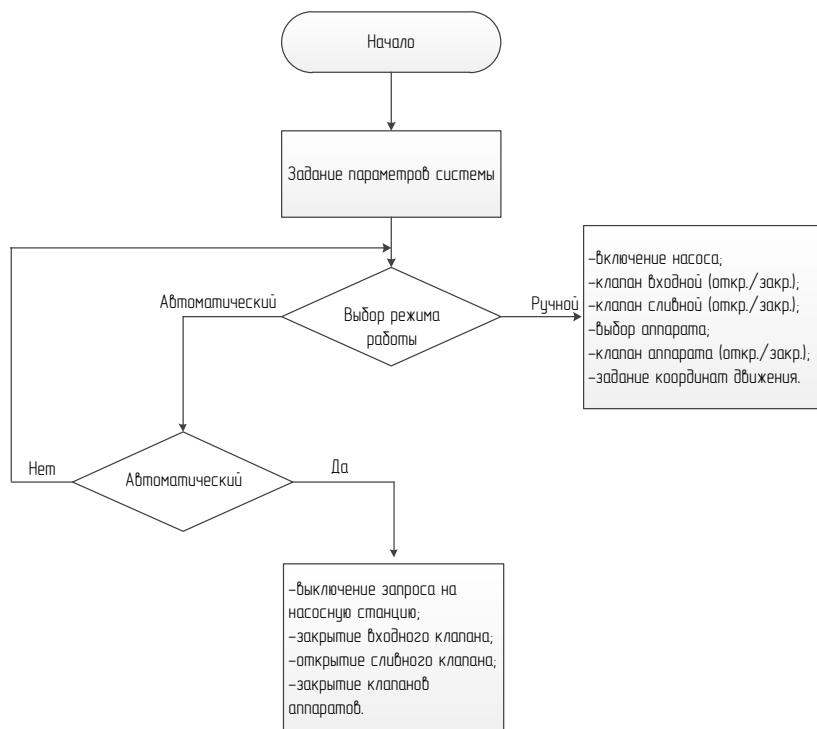 Начало
Задание параметров системы
-включение насоса;
-клапан входной (откр./закр.);
-клапан сливной (откр./закр.);
-выбор аппарата;
-клапан аппарата (откр./закр.);
-задание координат движения.
Автоматический
Выбор режима
работы
Ручной
Нет
Автоматический
Да
-выключение запроса на
насосную станцию;
-закрытие входного клапана;
-открытие сливного клапана;
-закрытие клапанов
аппаратов.